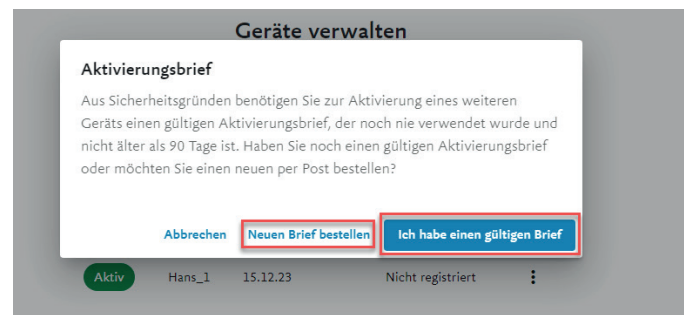 Geräte verwalten
Aktivierungsbrief
Aus Sicherheitsgründen benötigen Sie zur Aktivierung eines weiteren
Geräts einen gültigen Aktivierungsbrief, der noch nie verwendet wurde und
nicht älter als 90 Tage ist. Haben Sie noch einen gültigen Aktivierungsbrief
oder möchten Sie einen neuen per Post bestellen?
Abbrechen Neuen Brief bestellen Ich habe einen gültigen Brief
Aktiv Hans_1 15.12.23 Nicht registriert